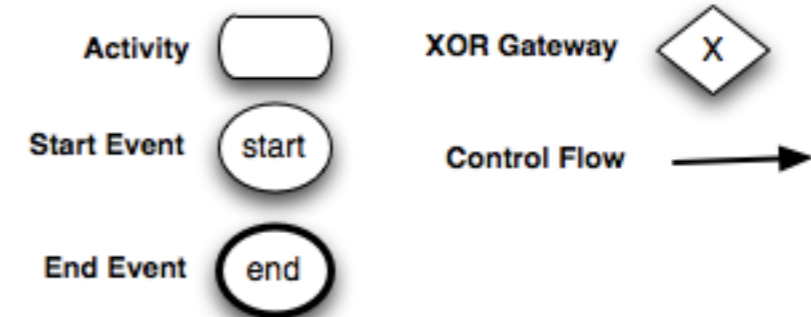 Activity
XOR Gateway
X
Start Event
start
Control Flow
End Event
end